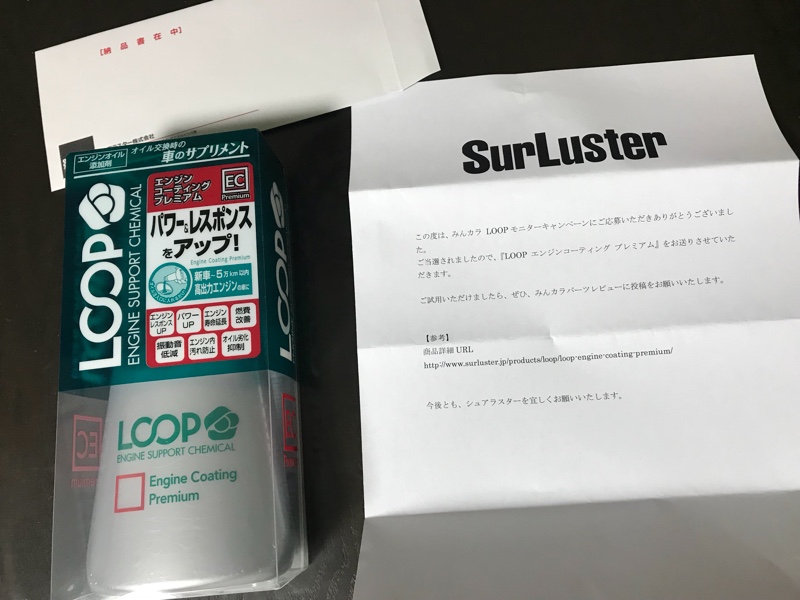 [納品書在中]
スター株式会社
エンジンオイル
添加剤
オイル交換時の
車のサプリメント
LOOP
ENGINE SUPPORT CHEMICAL
エンジン
コーティング
プレミアム
EC
Premium
パワー&レスポンス
をアップ!
Engine Coating Premium
新車~5万km以内
高出力エンジンの車に
エンジン
レスポンス
UP
パワー
UP
エンジン
寿命延長
燃費
改善
振動音
低減
エンジン内
汚れ防止
オイル劣化
抑制
LOOP
ENGINE SUPPORT CHEMICAL
Engine Coating
Premium
LOOP
EC
SurLuster
この度は、みんカラ LOOP モニターキャンペーンにご応募いただきありがとうございまし
た。
ご当選されましたので、『LOOP エンジンコーティング プレミアム』をお送りさせていた
だきます。
ご試用いただけましたら、ぜひ、みんカラパーツレビューに投稿をお願いいたします。
【参考】
商品詳細 URL
http://www.surluster.jp/products/loop/loop-engine-coating-premium/
今後とも、シュアラスターを宜しくお願いいたします。